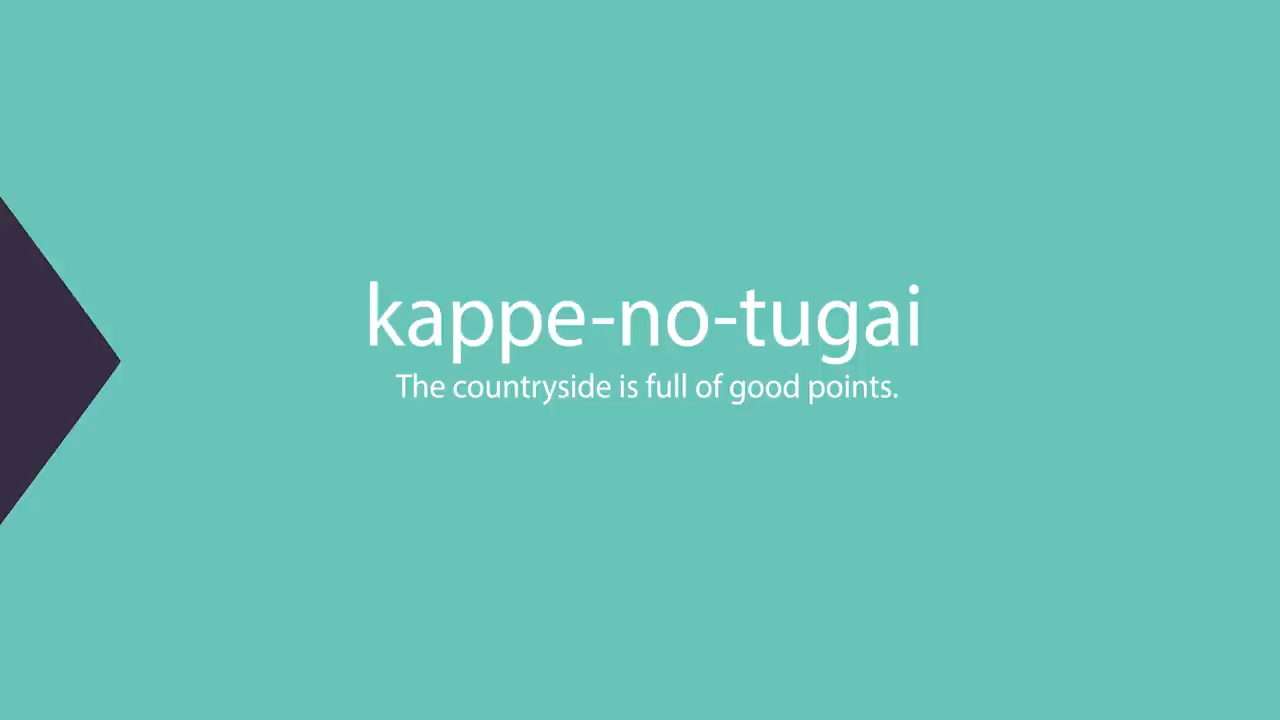 kappe-no-tugai
The countryside is full of good points.